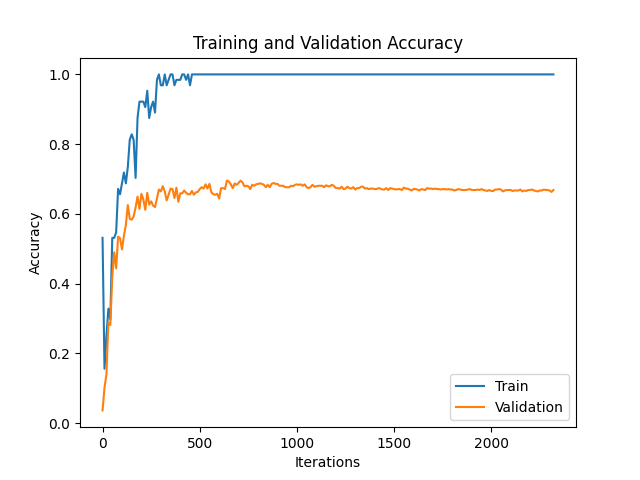 Training and Validation Accuracy
1.0
0.8
0.6
0.4
0.2
0.0
Accuracy
0 500 1000 1500 2000
Iterations
Train
Validation